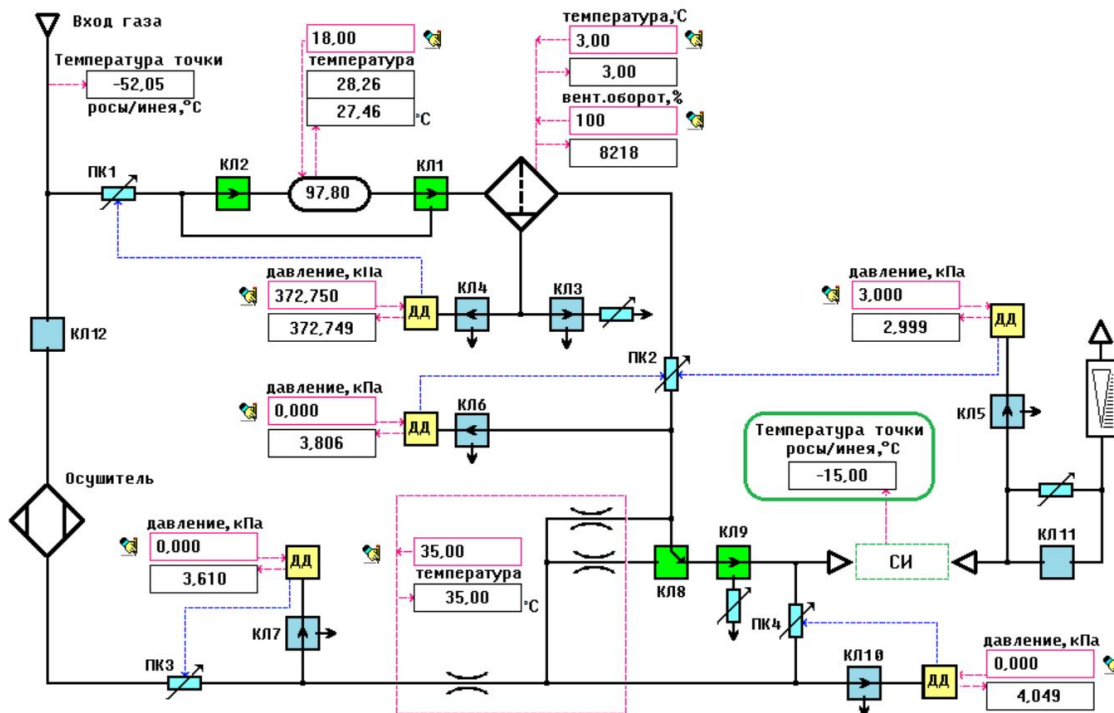 Вход газа
Температура точки
-52,05
росы/инея,°С
18,00
температура
28,26
27,46
°С
температура,°С
3,00
3,00
вент.оборот,%
100
8218
ПК1
КЛ2
97,80
КЛ1
КЛ12
давление,кПа
372,750
372,749
ДД
КЛ4
КЛ3
ПК2
давление,кПа
3,000
2,999
ДД
КЛ5
давление,кПа
0,000
3,806
ДД
КЛ6
Температура точки
росы/инея,°С
-15,00
Осушитель
давление,кПа
0,000
3,610
ДД
КЛ7
35,00
температура
35,00
°С
КЛ8
КЛ9
СИ
КЛ11
ПК4
ПК3
КЛ10
ДД
давление,кПа
0,000
4,049